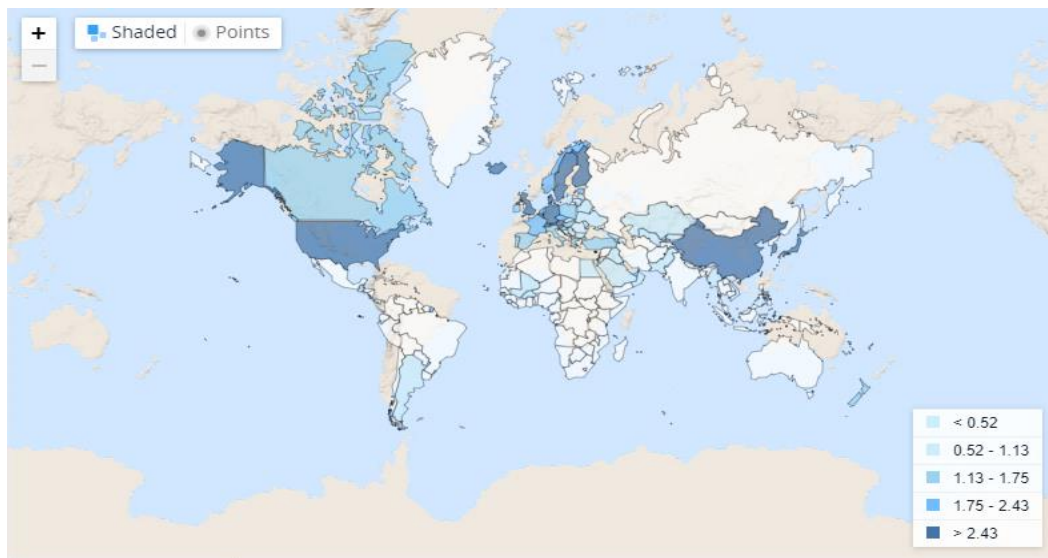 +
Shaded
Points
−
< 0.52
0.52 - 1.13
1.13 - 1.75
1.75 - 2.43
> 2.43